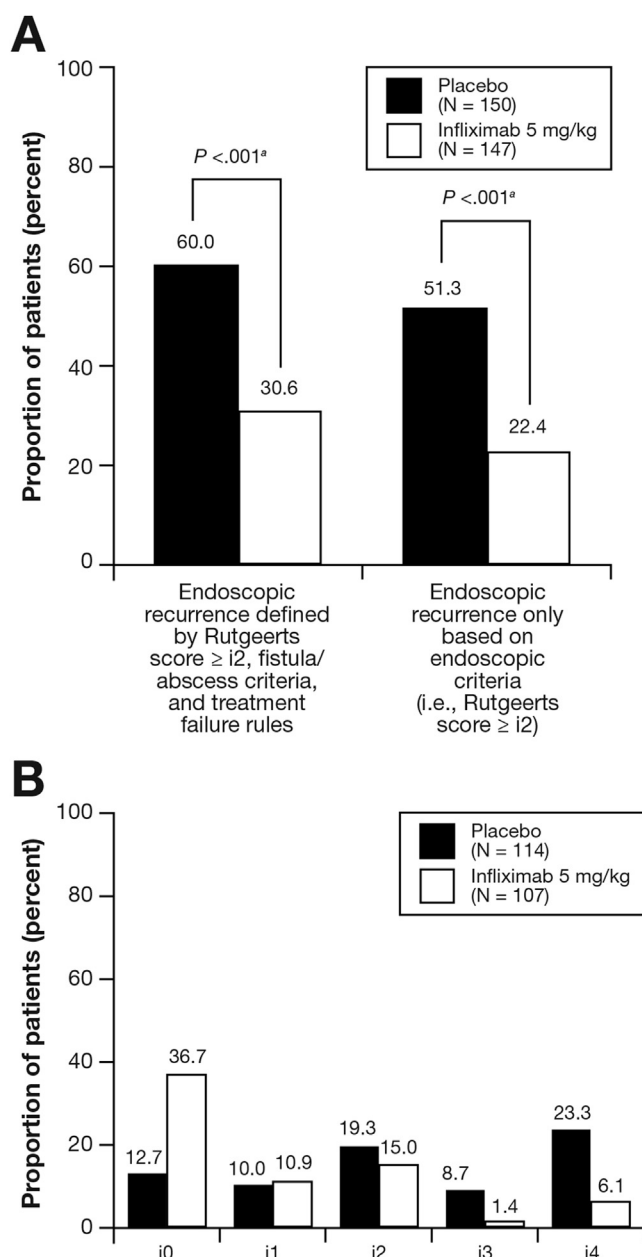 A
Proportion of patients (percent)
100
80
60
40
20
0
Placebo
(N = 150)
Infliximab 5 mg/kg
(N = 147)
P <.001ᵃ
60.0
30.6
P <.001ᵃ
51.3
22.4
Endoscopic
recurrence defined
by Rutgeerts
score ≥ i2, fistula/
abscess criteria,
and treatment
failure rules
Endoscopic
recurrence only
based on
endoscopic
criteria
(i.e., Rutgeerts
score ≥ i2)
B
Proportion of patients (percent)
100
80
60
40
20
0
Placebo
(N = 114)
Infliximab 5 mg/kg
(N = 107)
12.7
36.7
10.0
10.9
19.3
15.0
8.7
1.4
23.3
6.1
i0
i1
i2
i3
i4